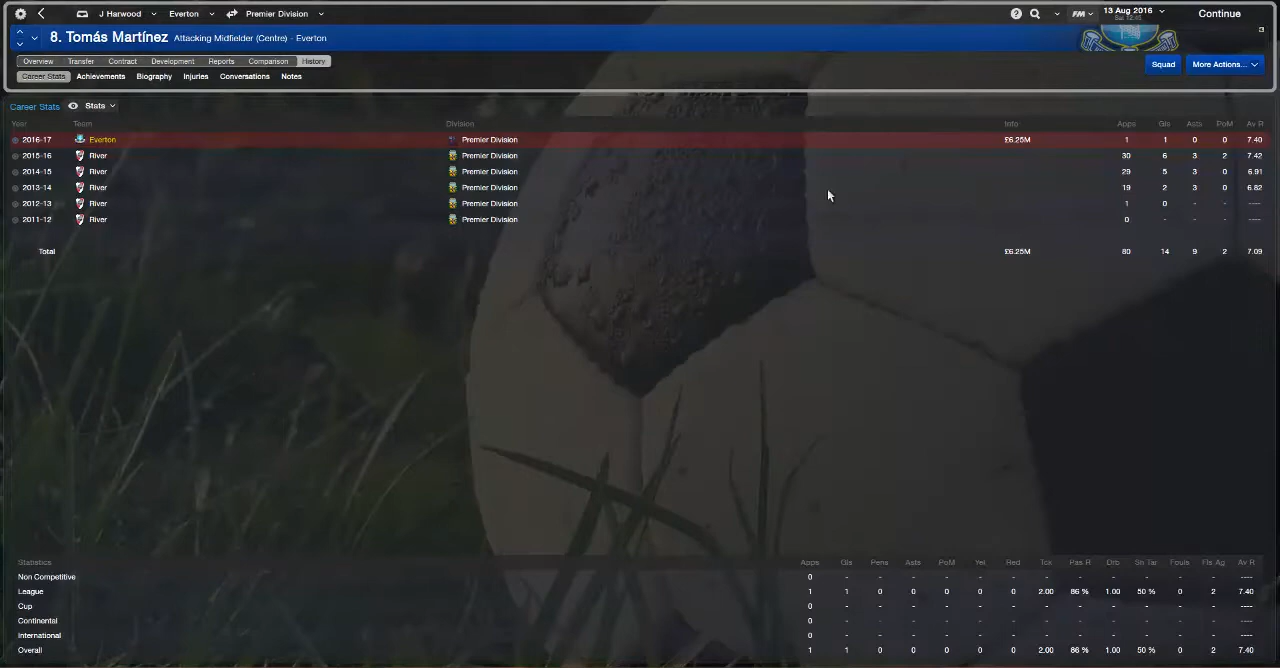 J Harwood Everton Premier Division FM 13 Aug 2016 Continue
Sat 12:45
8. Tomás Martínez Attacking Midfielder (Centre) - Everton
Overview Transfer Contract Development Reports Comparison History Squad More Actions...
Career Stats Achievements Biography Injuries Conversations Notes
Career Stats Stats
Year Team Division Info Apps Gls Asts PoM Av R
2016-17 Everton Premier Division £6.25M 1 1 0 0 7.40
2015-16 River Premier Division 30 6 3 2 7.42
2014-15 River Premier Division 29 5 3 0 6.91
2013-14 River Premier Division 19 2 3 0 6.82
2012-13 River Premier Division 1 0 - - ----
2011-12 River Premier Division 0 - - - ----
Total £6.25M 80 14 9 2 7.09
Statistics Apps Gls Pens Asts PoM Yel Red Tck Pas R Drb Sn Tar Fouls Fls Ag Av R
Non Competitive 0 - - - - - - - - - - - - ----
League 1 1 0 0 0 0 0 2.00 86 % 1.00 50 % 0 2 7.40
Cup 0 - - - - - - - - - - - - ----
Continental 0 - - - - - - - - - - - - ----
International 0 - - - - - - - - - - - - ----
Overall 1 1 0 0 0 0 0 2.00 86 % 1.00 50 % 0 2 7.40